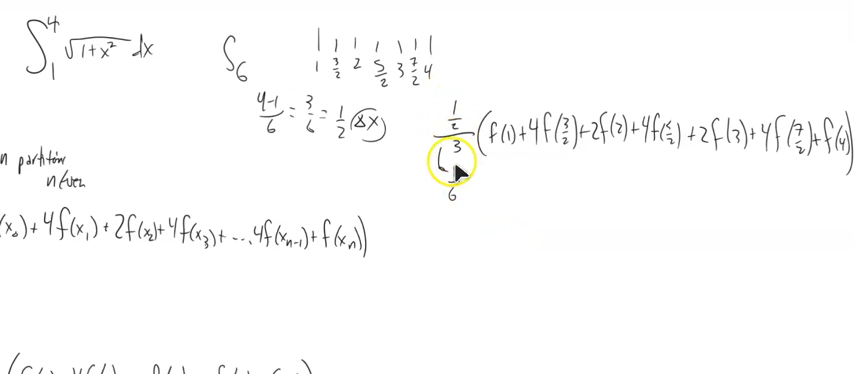 ∫₁⁴ √(1+x²) dx
S₆
1 3/2 2 5/2 3 7/2 4
(4-1)/6 = 3/6 = 1/2 (Δx)
(1/2)/3 (f(1)+4f(3/2)+2f(2)+4f(5/2)+2f(3)+4f(7/2)+f(4))
6
n partition
n even
(x₀)+4f(x₁)+2f(x₂)+4f(x₃)+...4f(xₙ₋₁)+f(xₙ))